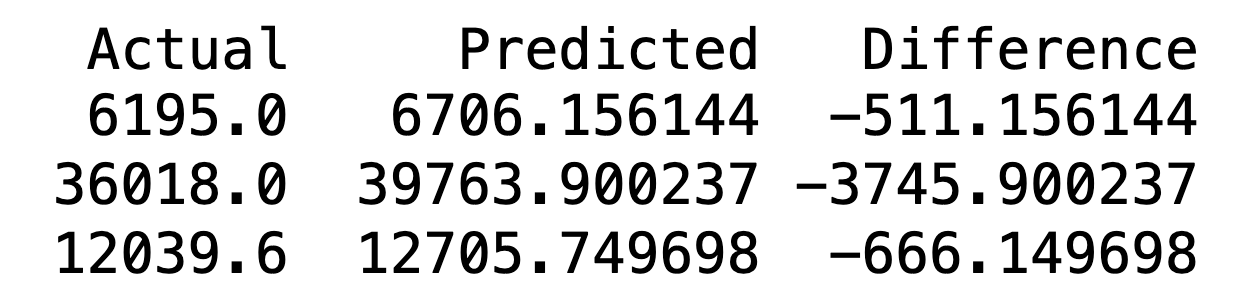 Actual Predicted Difference
6195.0 6706.156144 −511.156144
36018.0 39763.900237 −3745.900237
12039.6 12705.749698 −666.149698